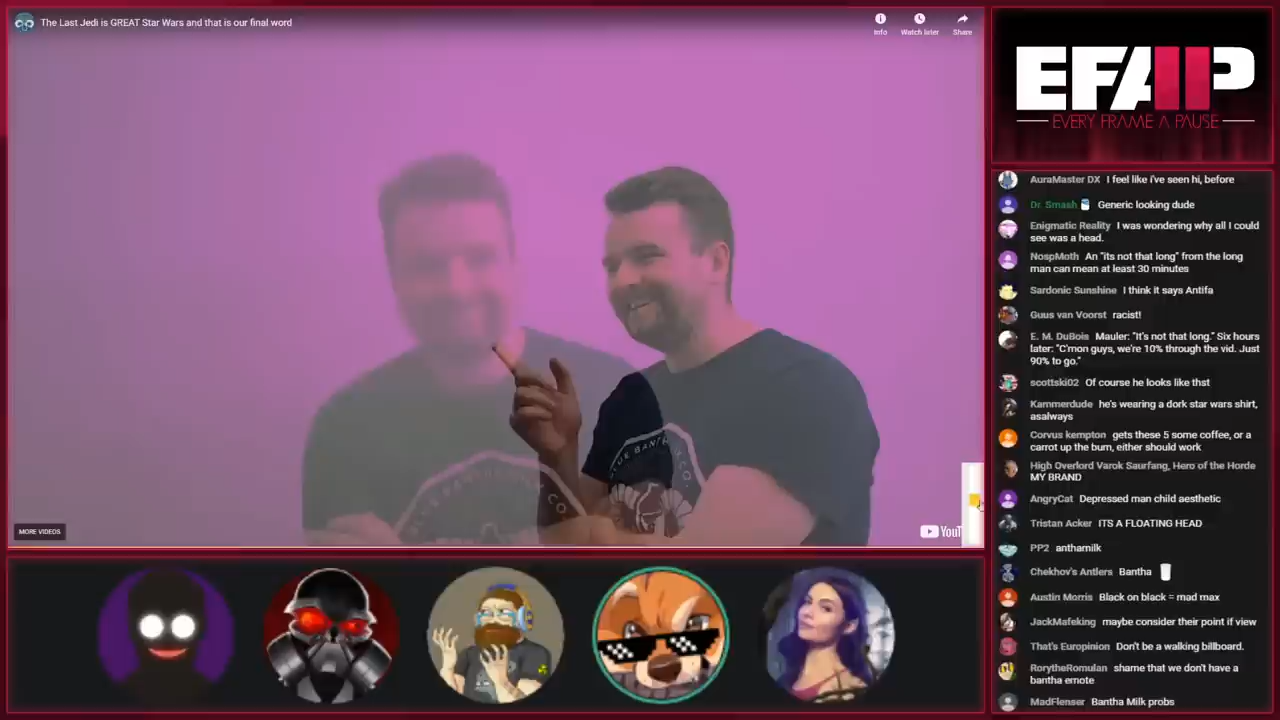 The Last Jedi is GREAT Star Wars and that is our final word
Info
Watch later
Share
MORE VIDEOS
EFAP
EVERY FRAME A PAUSE
AuraMaster DX I feel like i've seen hi, before
Dr. Smash Generic looking dude
Enigmatic Reality I was wondering why all I could
see was a head.
NospMoth An "its not that long" from the long
man can mean at least 30 minutes
Sardonic Sunshine I think it says Antifa
Guus van Voorst racist!
E. M. DuBois Mauler: "It's not that long." Six hours
later: "C'mon guys, we're 10% through the vid. Just
90% to go."
scottski02 Of course he looks like thst
Kammerdude he's wearing a dork star wars shirt,
asalways
Corvus kempton gets these 5 some coffee, or a
carrot up the burn, either should work
High Overlord Varok Saurfang, Hero of the Horde
MY BRAND
AngryCat Depressed man child aesthetic
Tristan Acker ITS A FLOATING HEAD
PP2 anthamilk
Chekhov's Antlers Bantha
Austin Morris Black on black = mad max
JackMafeking maybe consider their point if view
That's Europinion Don't be a walking billboard.
RorytheRomulan shame that we don't have a
bantha emote
MadFlenser Bantha Milk probs